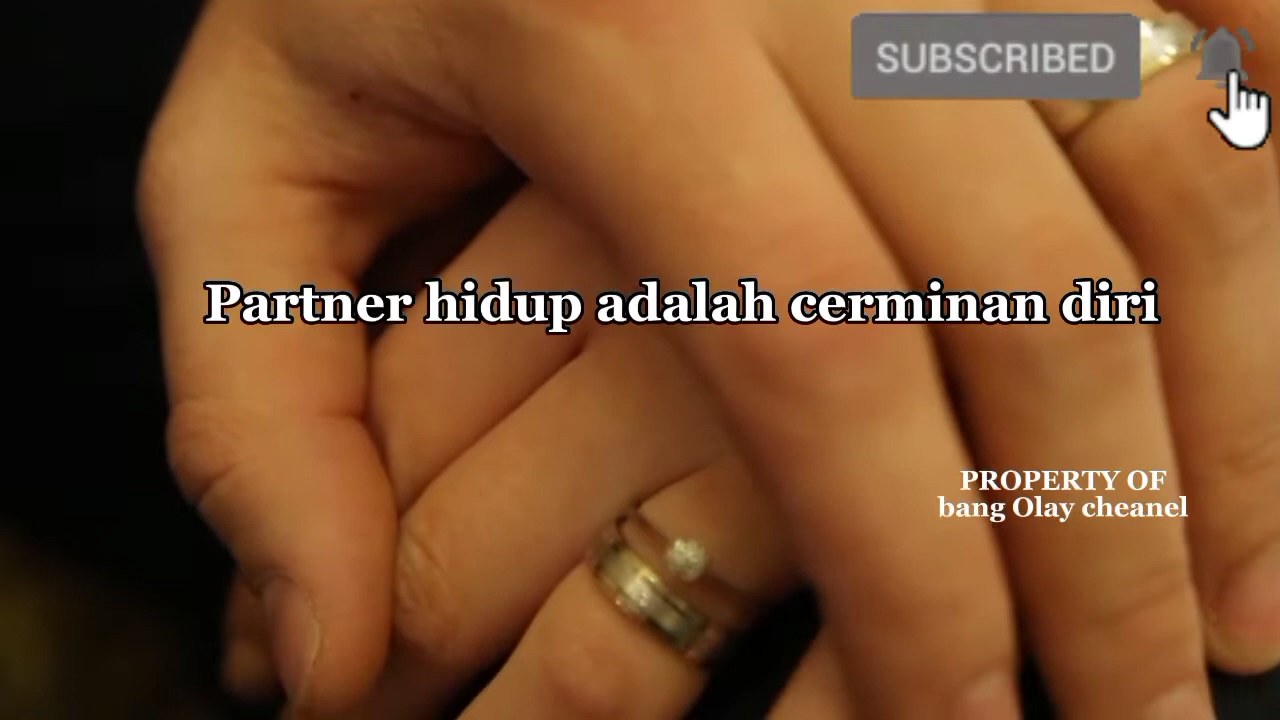 SUBSCRIBED
Partner hidup adalah cerminan diri
PROPERTY OF
bang Olay cheanel